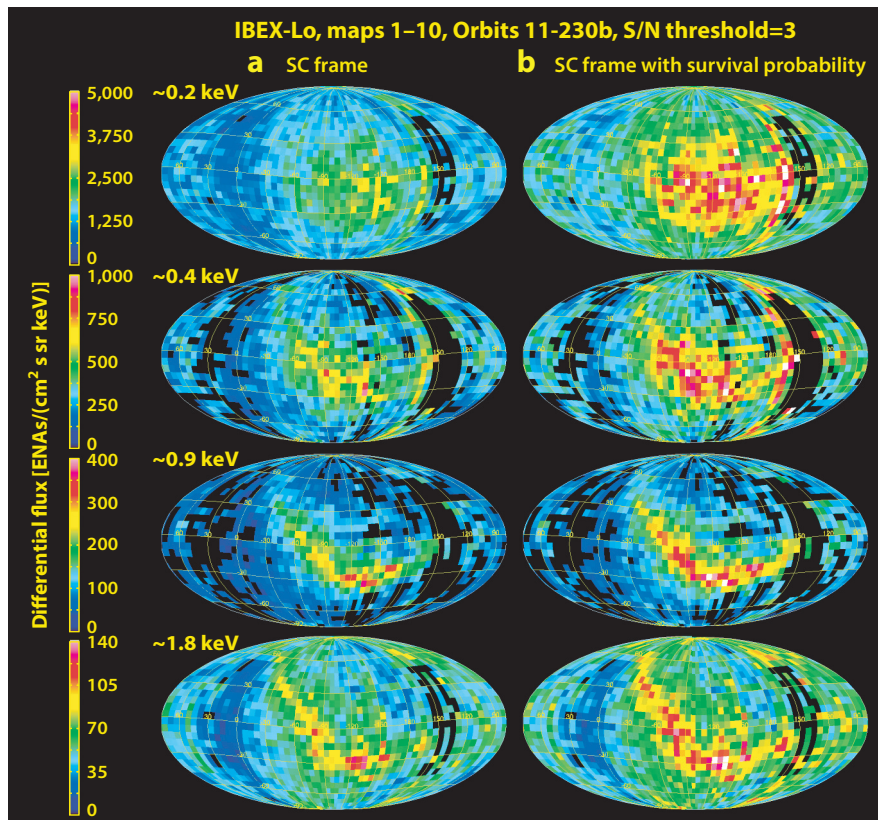 IBEX-Lo, maps 1–10, Orbits 11-230b, S/N threshold=3
a SC frame
b SC frame with survival probability
Differential flux [ENAs/(cm² s sr keV)]
~0.2 keV
5,000
3,750
2,500
1,250
0
~0.4 keV
1,000
750
500
250
0
~0.9 keV
400
300
200
100
0
~1.8 keV
140
105
70
35
0